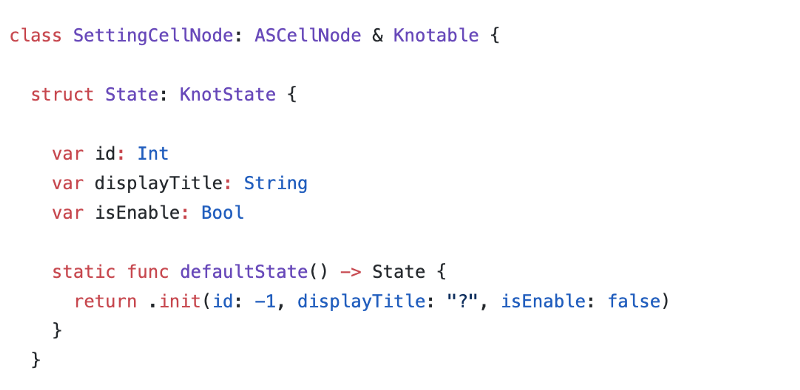 class SettingCellNode: ASCellNode & Knotable {
struct State: KnotState {
var id: Int
var displayTitle: String
var isEnable: Bool
static func defaultState() -> State {
return .init(id: -1, displayTitle: "?", isEnable: false)
}
}